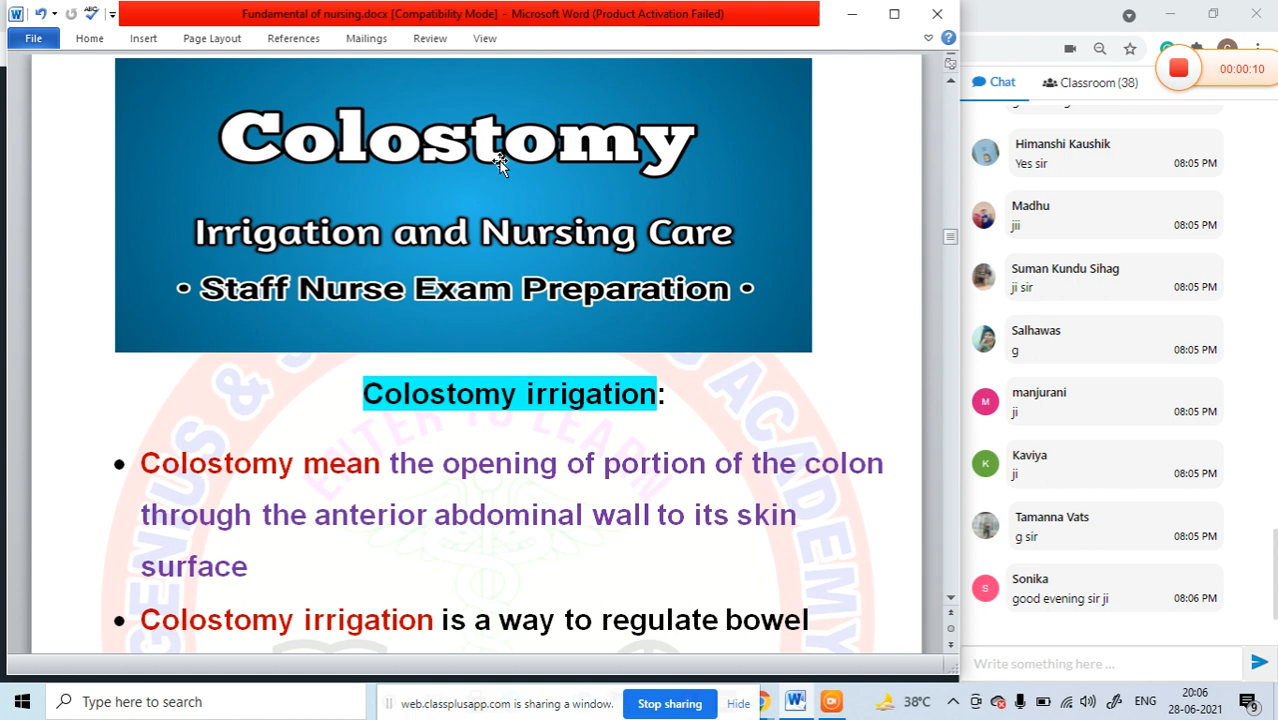 Fundamental of nursing.docx [Compatibility Mode] - Microsoft Word (Product Activation Failed)
File Home Insert Page Layout References Mailings Review View
00:00:10
Chat Classroom (38)
Colostomy
Irrigation and Nursing Care
• Staff Nurse Exam Preparation •
GENIUS & S ACADEMY
ENTER TO LEARN
Colostomy irrigation:
• Colostomy mean the opening of portion of the colon
through the anterior abdominal wall to its skin
surface
• Colostomy irrigation is a way to regulate bowel
Himanshi Kaushik
Yes sir
08:05 PM
Madhu
jii
08:05 PM
Suman Kundu Sihag
ji sir
08:05 PM
Salhawas
g
08:05 PM
M
manjurani
ji
08:05 PM
K
Kaviya
ji
08:05 PM
Tamanna Vats
g sir
08:05 PM
S
Sonika
good evening sir ji
08:06 PM
Write something here ...
Type here to search
web.classplusapp.com is sharing a window.
Stop sharing
Hide
38°C
20:06
28-06-2021
9